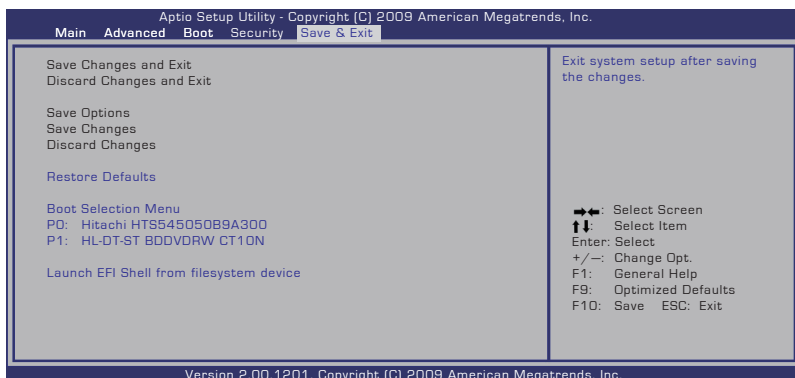 Aptio Setup Utility - Copyright (C) 2009 American Megatrends, Inc.
Main Advanced Boot Security Save & Exit
Save Changes and Exit
Discard Changes and Exit
Save Options
Save Changes
Discard Changes
Restore Defaults
Boot Selection Menu
P0: Hitachi HTS545050B9A300
P1: HL-DT-ST BDDVDRW CT10N
Launch EFI Shell from filesystem device
Exit system setup after saving
the changes.
→←: Select Screen
↑↓: Select Item
Enter: Select
+/—: Change Opt.
F1: General Help
F9: Optimized Defaults
F10: Save ESC: Exit
Version 2.00.1201. Copyright (C) 2009 American Megatrends, Inc.